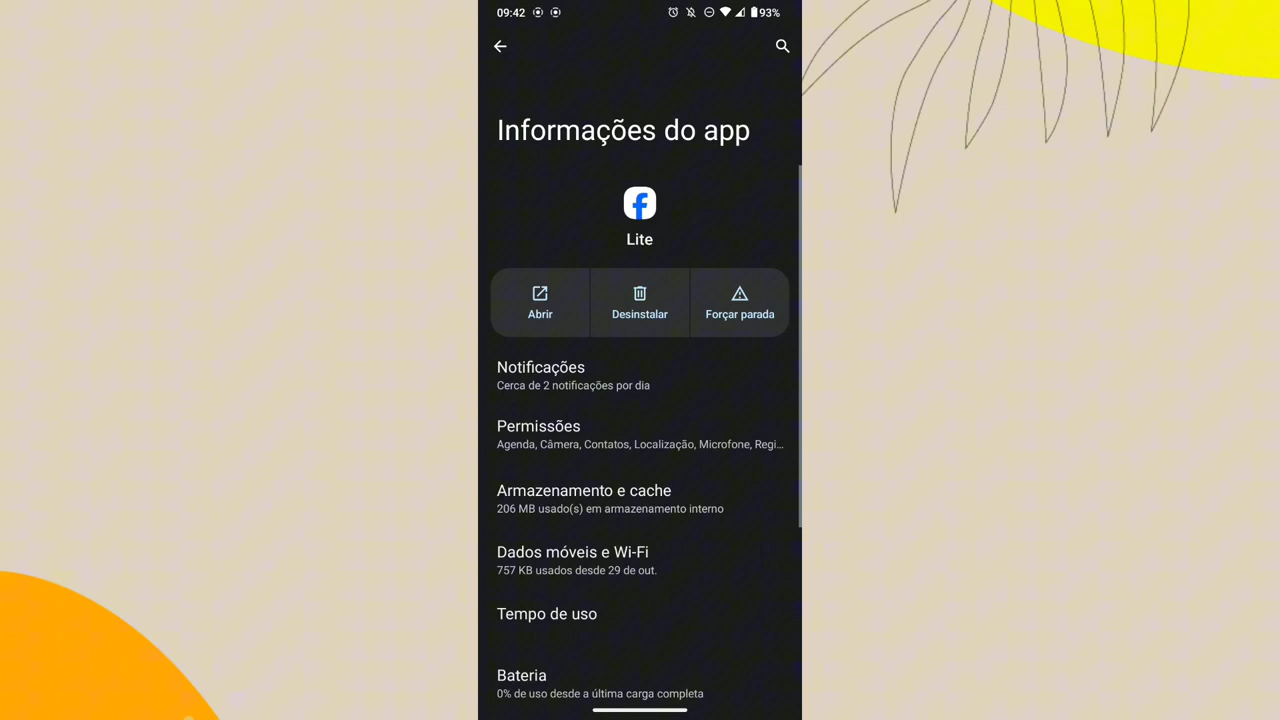 09:42
93%
Informações do app
Lite
Abrir
Desinstalar
Forçar parada
Notificações
Cerca de 2 notificações por dia
Permissões
Agenda, Câmera, Contatos, Localização, Microfone, Regi…
Armazenamento e cache
206 MB usado(s) em armazenamento interno
Dados móveis e Wi-Fi
757 KB usados desde 29 de out.
Tempo de uso
Bateria
0% de uso desde a última carga completa